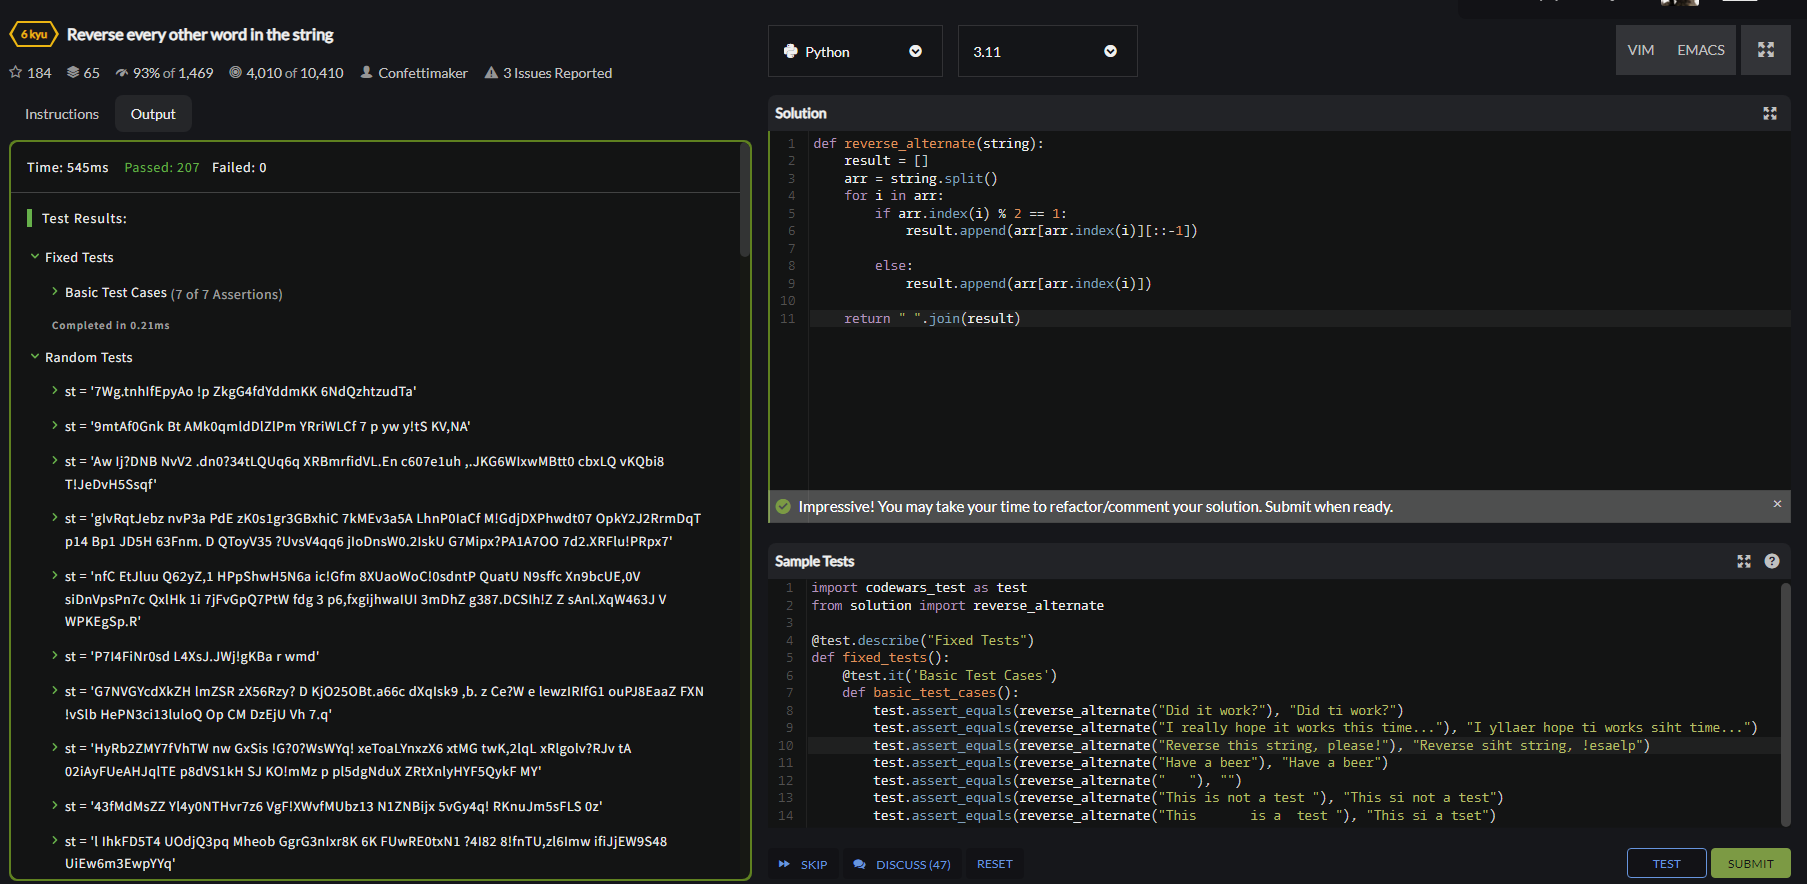 6 kyu Reverse every other word in the string
184 65 93% of 1,469 4,010 of 10,410 Confettimaker 3 Issues Reported
Instructions Output
Time: 545ms Passed: 207 Failed: 0
Test Results:
Fixed Tests
Basic Test Cases (7 of 7 Assertions)
Completed in 0.21ms
Random Tests
st = '7Wg.tnhIfEpyAo !p ZkgG4fdYddmKK 6NdQzhtzudTa'
st = '9mtAf0Gnk Bt AMk0qmldDlZlPm YRriWLCf 7 p yw y!tS KV,NA'
st = 'Aw Ij?DNB NvV2 .dn0?34tLQUq6q XRBmrfidVL.En c607e1uh ,.JKG6WIxwMBtt0 cbxLQ vKQbi8
T!JeDvH5Ssqf'
st = 'gIvRqtJebz nvP3a PdE zK0s1gr3GBxhiC 7kMEv3a5A LhnP0IaCf M!GdjDXPhwdt07 OpkY2J2RrmDqT
p14 Bp1 JD5H 63Fnm. D QToyV35 ?UvsV4qq6 jIoDnsW0.2IskU G7Mipx?PA1A7OO 7d2.XRFlu!PRpx7'
st = 'nfC EtJluu Q62yZ,1 HPpShwH5N6a ic!Gfm 8XUaoWoC!0sdntP QuatU N9sffc Xn9bcUE,0V
siDnVpsPn7c QxlHk 1i 7jFvGpQ7PtW fdg 3 p6,fxgijhwaIUI 3mDhZ g387.DCSIh!Z Z sAnl.XqW463J V
WPKEgSp.R'
st = 'P7I4FiNr0sd L4XsJ.JWj!gKBa r wmd'
st = 'G7NVGYcdXkZH lmZSR zX56Rzy? D KjO25OBt.a66c dXqIsk9 ,b. z Ce?W e lewzIRIfG1 ouPJ8EaaZ FXN
!vSlb HePN3ci13luloQ Op CM DzEjU Vh 7.q'
st = 'HyRb2ZMY7fVhTW nw GxSis !G?0?WsWYq! xeToaLYnxzX6 xtMG twK,2lqL xRlgolv?RJv tA
02iAyFUeAHJqlTE p8dVS1kH SJ KO!mMz p pl5dgNduX ZRtXnlyHYF5QykF MY'
st = '43fMdMsZZ Yl4y0NTHvr7z6 VgF!XWvfMUbz13 N1ZNBijx 5vGy4q! RKnuJm5sFLS 0z'
st = 'l IhkFD5T4 UOdjQ3pq Mheob GgrG3nIxr8K 6K FUwRE0txN1 ?4I82 8!fnTU,zl6Imw ifiJjEW9S48
UiEw6m3EwpYYq'
Python 3.11 VIM EMACS
Solution
1 def reverse_alternate(string):
2 result = []
3 arr = string.split()
4 for i in arr:
5 if arr.index(i) % 2 == 1:
6 result.append(arr[arr.index(i)][::-1])
7
8 else:
9 result.append(arr[arr.index(i)])
10
11 return " ".join(result)
Impressive! You may take your time to refactor/comment your solution. Submit when ready. ×
Sample Tests ?
1 import codewars_test as test
2 from solution import reverse_alternate
3
4 @test.describe("Fixed Tests")
5 def fixed_tests():
6 @test.it('Basic Test Cases')
7 def basic_test_cases():
8 test.assert_equals(reverse_alternate("Did it work?"), "Did ti work?")
9 test.assert_equals(reverse_alternate("I really hope it works this time..."), "I yllaer hope ti works siht time...")
10 test.assert_equals(reverse_alternate("Reverse this string, please!"), "Reverse siht string, !esaelp")
11 test.assert_equals(reverse_alternate("Have a beer"), "Have a beer")
12 test.assert_equals(reverse_alternate("   "), "")
13 test.assert_equals(reverse_alternate("This is not a test "), "This si not a test")
14 test.assert_equals(reverse_alternate("This       is a  test "), "This si a tset")
SKIP DISCUSS (47) RESET TEST SUBMIT